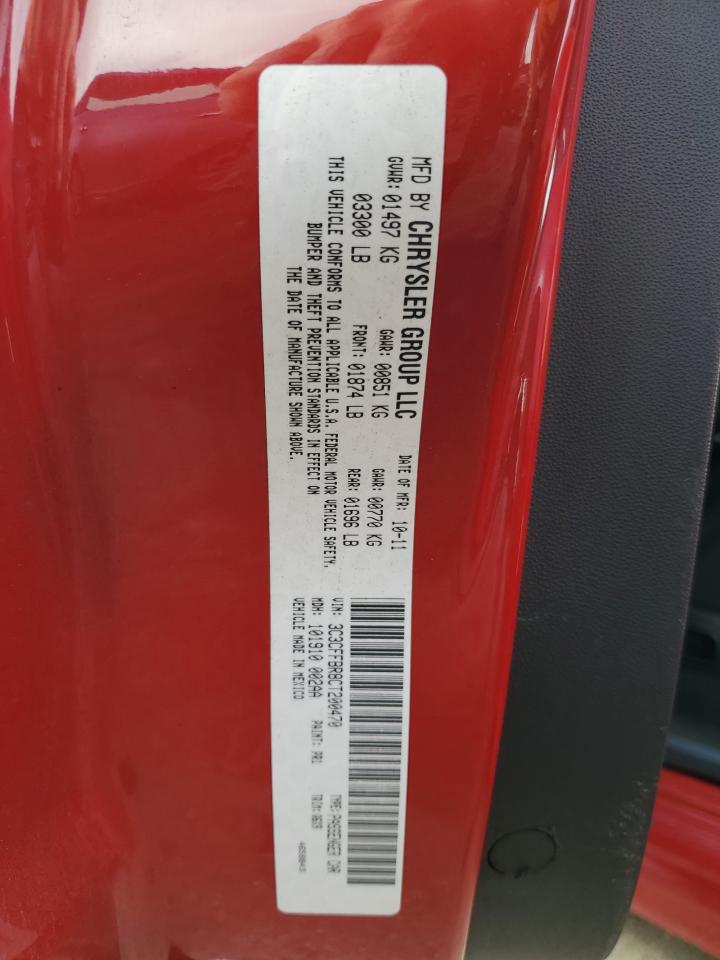 MFD BY CHRYSLER GROUP LLC
DATE OF MFR: 10-11
GVWR: 01497 KG
GAWR: 00851 KG
GAWR: 00770 KG
03300 LB
FRONT: 01874 LB
REAR: 01696 LB
THIS VEHICLE CONFORMS TO ALL APPLICABLE U.S.A. FEDERAL MOTOR VEHICLE SAFETY,
BUMPER AND THEFT PREVENTION STANDARDS IN EFFECT ON
THE DATE OF MANUFACTURE SHOWN ABOVE.
VIN: 3C3CFFBR8CT200470
TYPE: PASSENGER CAR
MDH: 101910 002AA
PAINT: PR1
TRIM:
VEHICLE MADE IN MEXICO